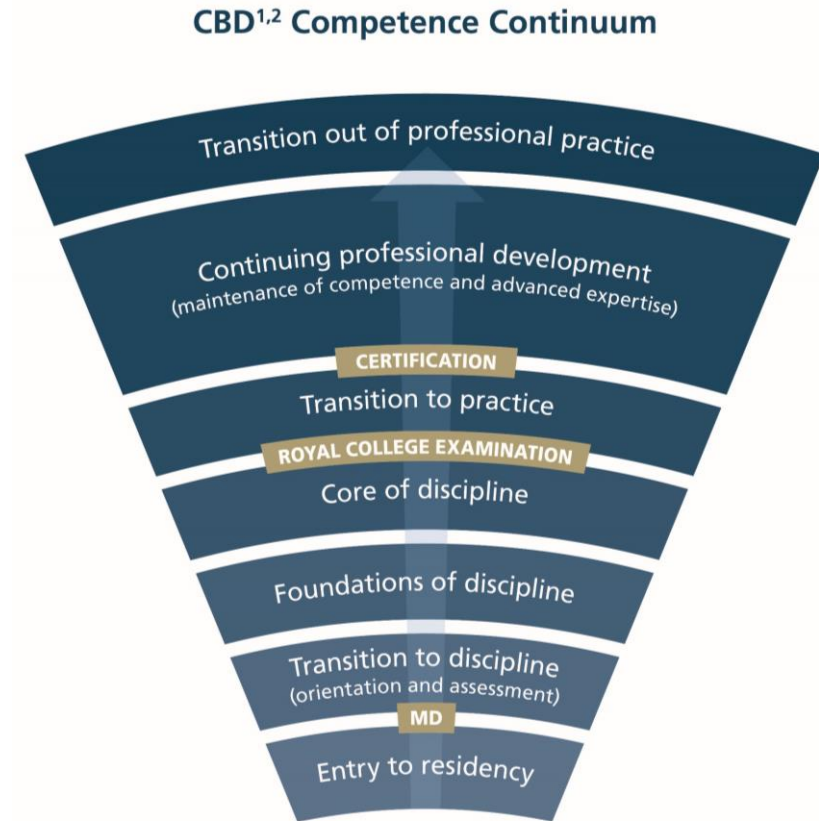 CBD¹,² Competence Continuum
Transition out of professional practice
Continuing professional development
(maintenance of competence and advanced expertise)
CERTIFICATION
Transition to practice
ROYAL COLLEGE EXAMINATION
Core of discipline
Foundations of discipline
Transition to discipline
(orientation and assessment)
MD
Entry to residency